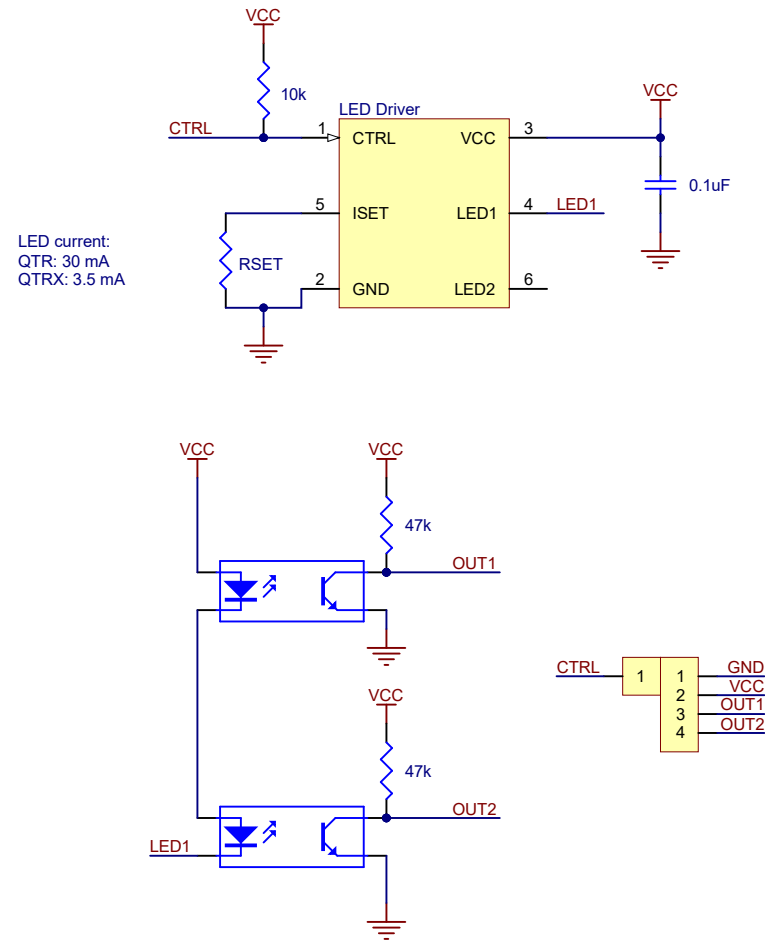 VCC
10k
CTRL
LED Driver
1
CTRL
VCC
3
VCC
0.1uF
5
ISET
LED1
4
LED1
LED current:
QTR: 30 mA
QTRX: 3.5 mA
RSET
2
GND
LED2
6
VCC
VCC
47k
OUT1
VCC
47k
OUT2
LED1
CTRL
1
1
GND
2
VCC
3
OUT1
4
OUT2